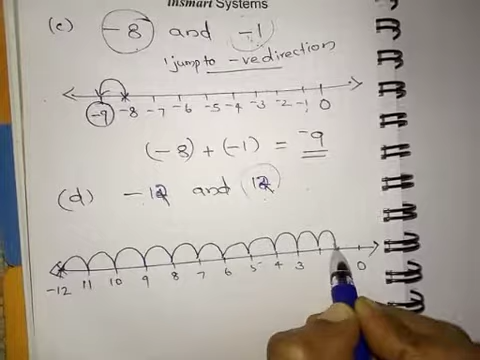 Insmart Systems
(c) -8 and -1
1 jump to -ve direction
-9 -8 -7 -6 -5 -4 -3 -2 -1 0
(-8) + (-1) = -9
(d) -12 and 12
-12 11 10 9 8 7 6 5 4 3 0